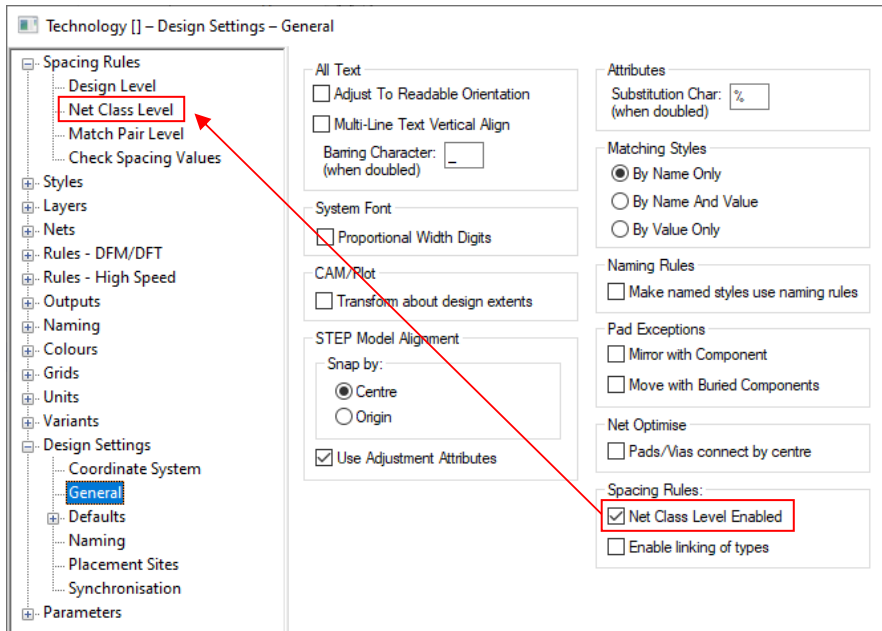 Technology [] – Design Settings – General
Spacing Rules
Design Level
Net Class Level
Match Pair Level
Check Spacing Values
Styles
Layers
Nets
Rules - DFM/DFT
Rules - High Speed
Outputs
Naming
Colours
Grids
Units
Variants
Design Settings
Coordinate System
General
Defaults
Naming
Placement Sites
Synchronisation
Parameters
All Text
Adjust To Readable Orientation
Multi-Line Text Vertical Align
Barring Character: _
(when doubled)
System Font
Proportional Width Digits
CAM/Plot
Transform about design extents
STEP Model Alignment
Snap by:
Centre
Origin
Use Adjustment Attributes
Attributes
Substitution Char: %
(when doubled)
Matching Styles
By Name Only
By Name And Value
By Value Only
Naming Rules
Make named styles use naming rules
Pad Exceptions
Mirror with Component
Move with Buried Components
Net Optimise
Pads/Vias connect by centre
Spacing Rules:
Net Class Level Enabled
Enable linking of types